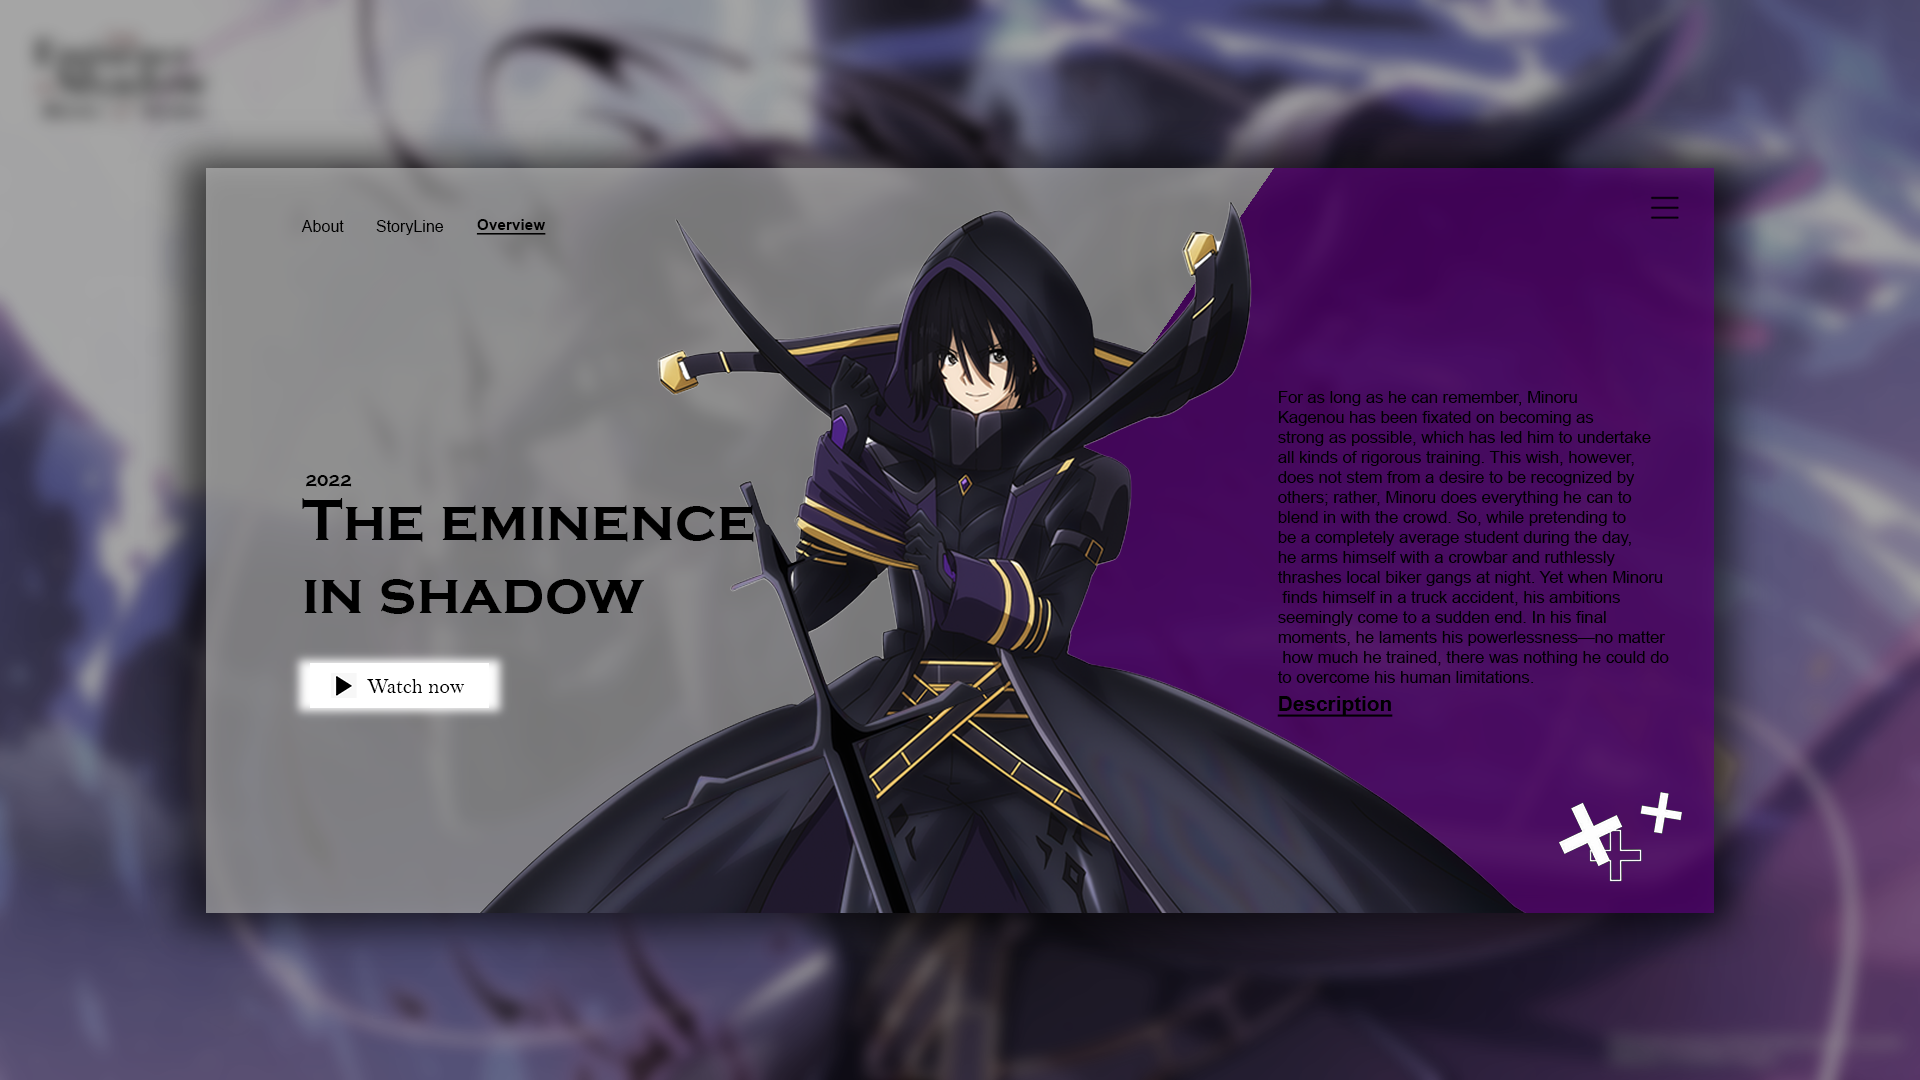 About StoryLine Overview
2022
THE EMINENCE
IN SHADOW
Watch now
For as long as he can remember, Minoru
Kagenou has been fixated on becoming as
strong as possible, which has led him to undertake
all kinds of rigorous training. This wish, however,
does not stem from a desire to be recognized by
others; rather, Minoru does everything he can to
blend in with the crowd. So, while pretending to
be a completely average student during the day,
he arms himself with a crowbar and ruthlessly
thrashes local biker gangs at night. Yet when Minoru
finds himself in a truck accident, his ambitions
seemingly come to a sudden end. In his final
moments, he laments his powerlessness—no matter
how much he trained, there was nothing he could do
to overcome his human limitations.
Description